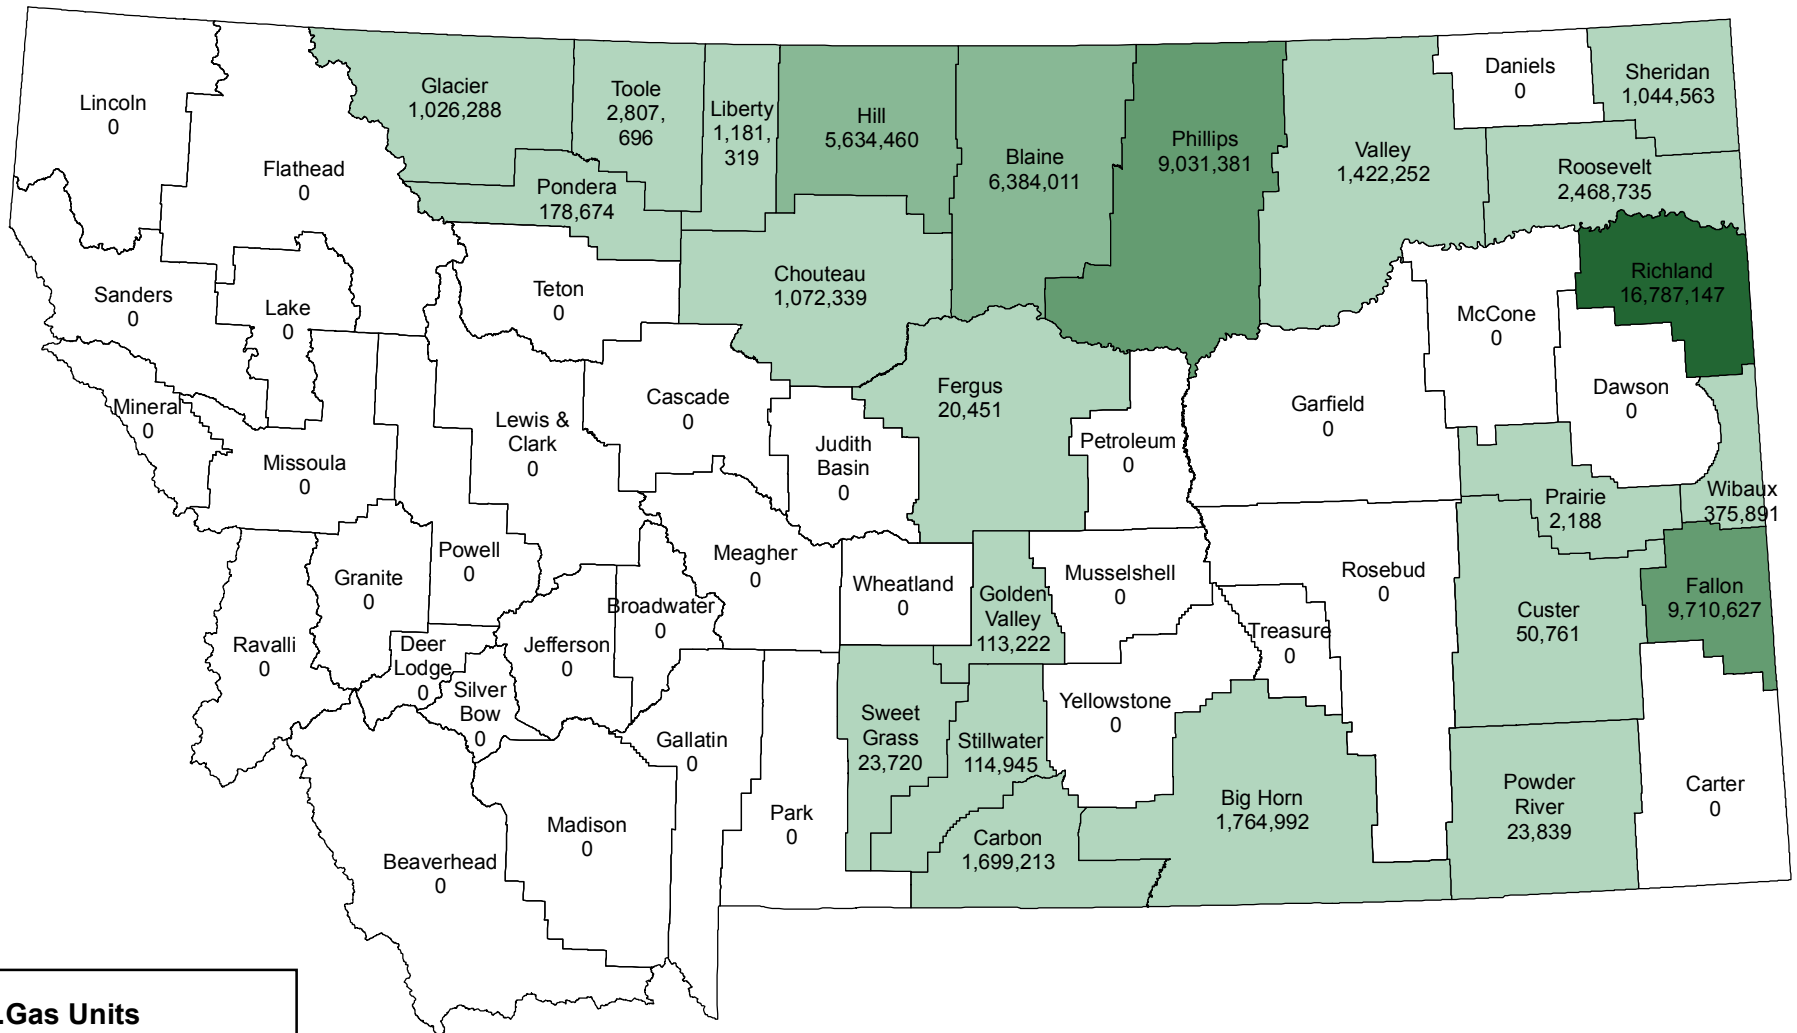 Lincoln
0
Flathead
0
Glacier
1,026,288
Toole
2,807,
696
Liberty
1,181,
319
Hill
5,634,460
Blaine
6,384,011
Phillips
9,031,381
Valley
1,422,252
Daniels
0
Sheridan
1,044,563
Roosevelt
2,468,735
Pondera
178,674
Chouteau
1,072,339
Teton
0
Sanders
0
Lake
0
Richland
16,787,147
McCone
0
Dawson
0
Garfield
0
Petroleum
0
Fergus
20,451
Judith
Basin
0
Cascade
0
Lewis &
Clark
0
Mineral
0
Missoula
0
Powell
0
Granite
0
Ravalli
0
Deer
Lodge
0
Silver
Bow
0
Jefferson
0
Broadwater
0
Meagher
0
Wheatland
0
Golden
Valley
113,222
Musselshell
0
Rosebud
0
Treasure
0
Prairie
2,188
Wibaux
375,891
Fallon
9,710,627
Custer
50,761
Yellowstone
0
Stillwater
114,945
Sweet
Grass
23,720
Gallatin
0
Park
0
Madison
0
Beaverhead
0
Carbon
1,699,213
Big Horn
1,764,992
Powder
River
23,839
Carter
0
.Gas Units